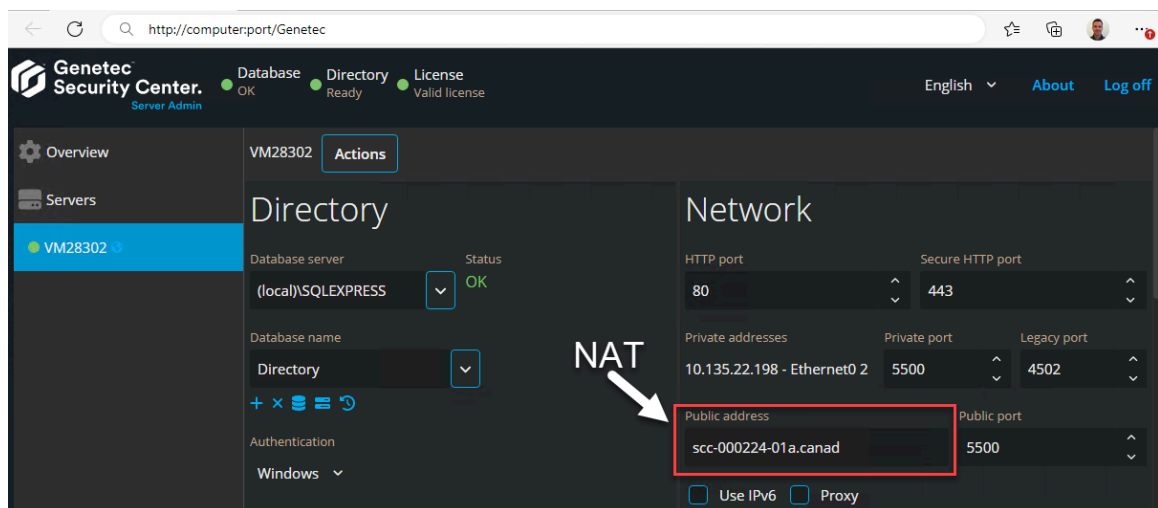 http://computer:port/Genetec
Genetec
Security Center.
Server Admin
Database
OK
Directory
Ready
License
Valid license
English
About
Log off
Overview
VM28302
Actions
Servers
VM28302
Directory
Network
Database server
Status
(local)\SQLEXPRESS
OK
HTTP port
Secure HTTP port
80
443
Database name
Directory
Private addresses
Private port
Legacy port
10.135.22.198 - Ethernet0 2
5500
4502
NAT
Public address
Public port
scc-000224-01a.canad
5500
Authentication
Windows
Use IPv6
Proxy